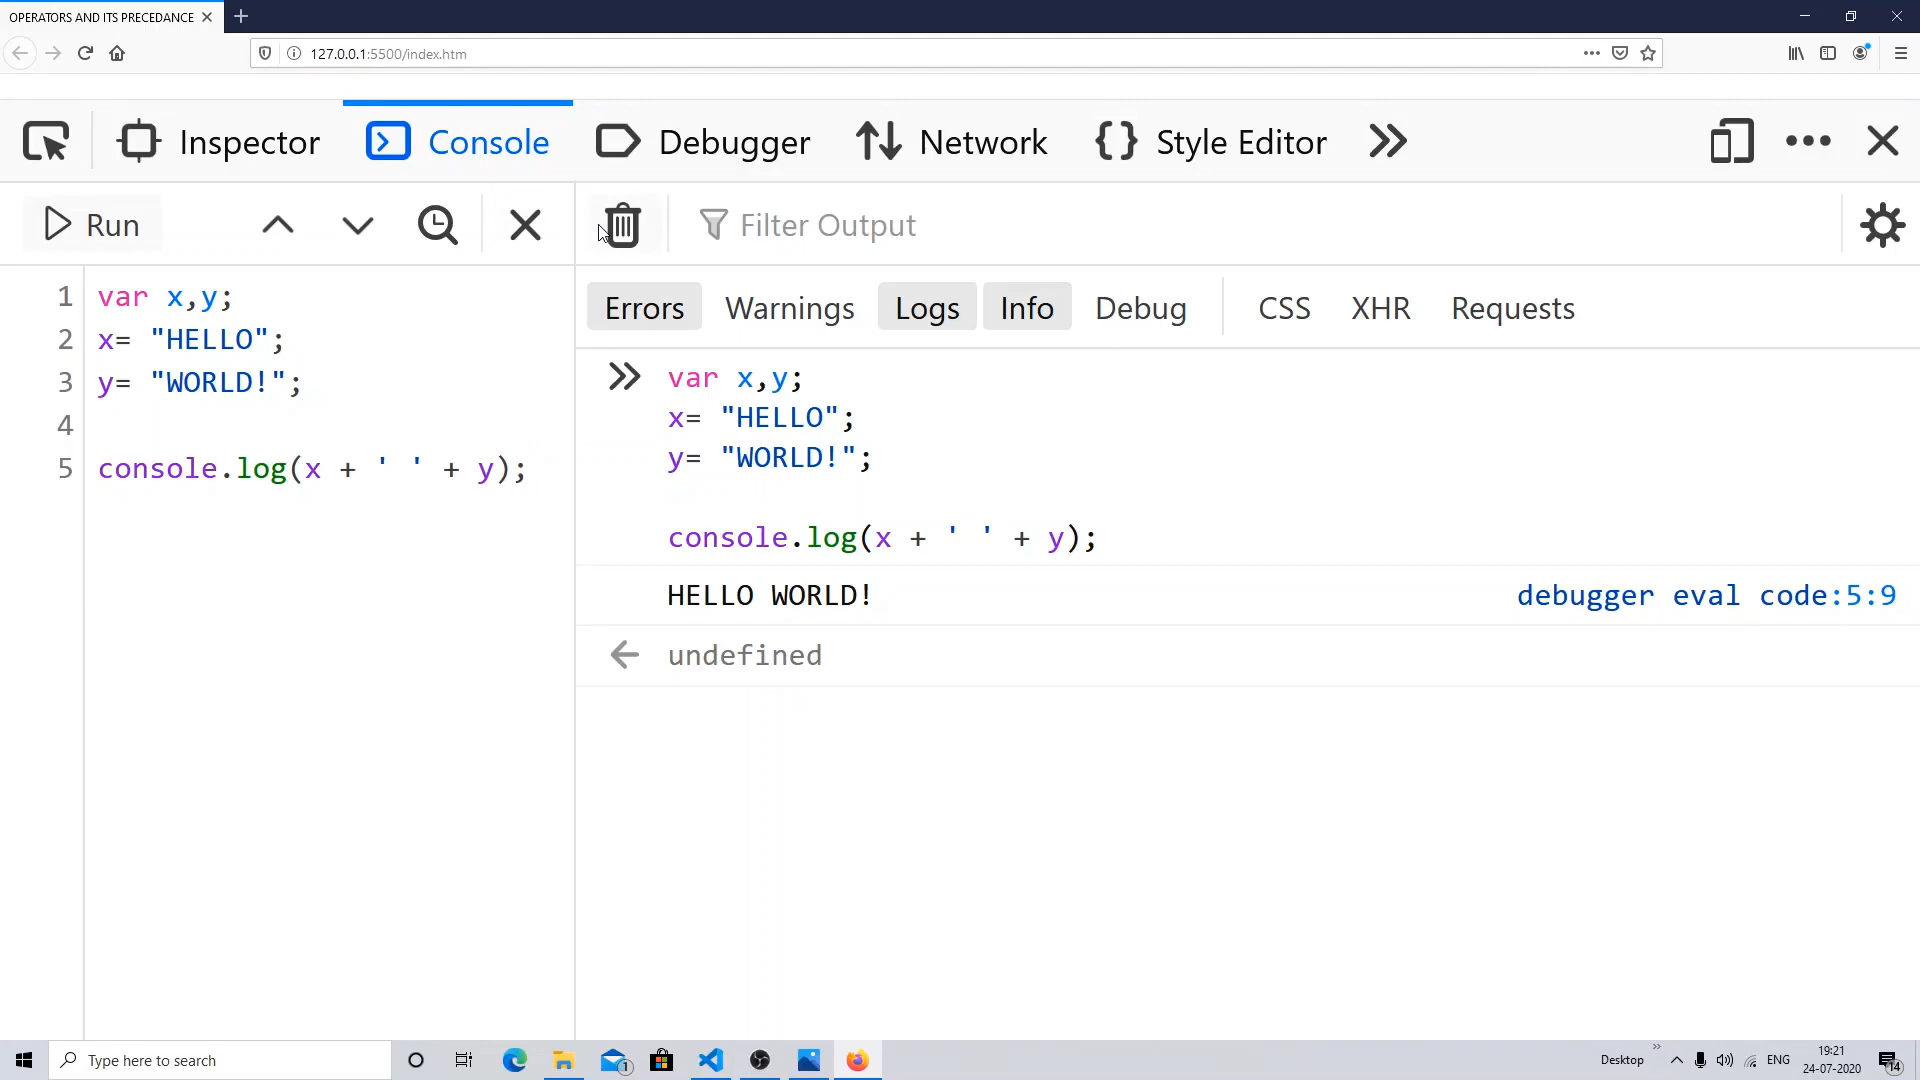 OPERATORS AND ITS PRECEDANCE
127.0.0.1:5500/index.htm
Inspector
Console
Debugger
Network
Style Editor
Run
Filter Output
Errors
Warnings
Logs
Info
Debug
CSS
XHR
Requests
1 var x,y;
2 x= "HELLO";
3 y= "WORLD!";
4
5 console.log(x + ' ' + y);
var x,y;
x= "HELLO";
y= "WORLD!";
console.log(x + ' ' + y);
HELLO WORLD!
debugger eval code:5:9
undefined
Type here to search
1
Desktop
ENG
19:21
24-07-2020
14